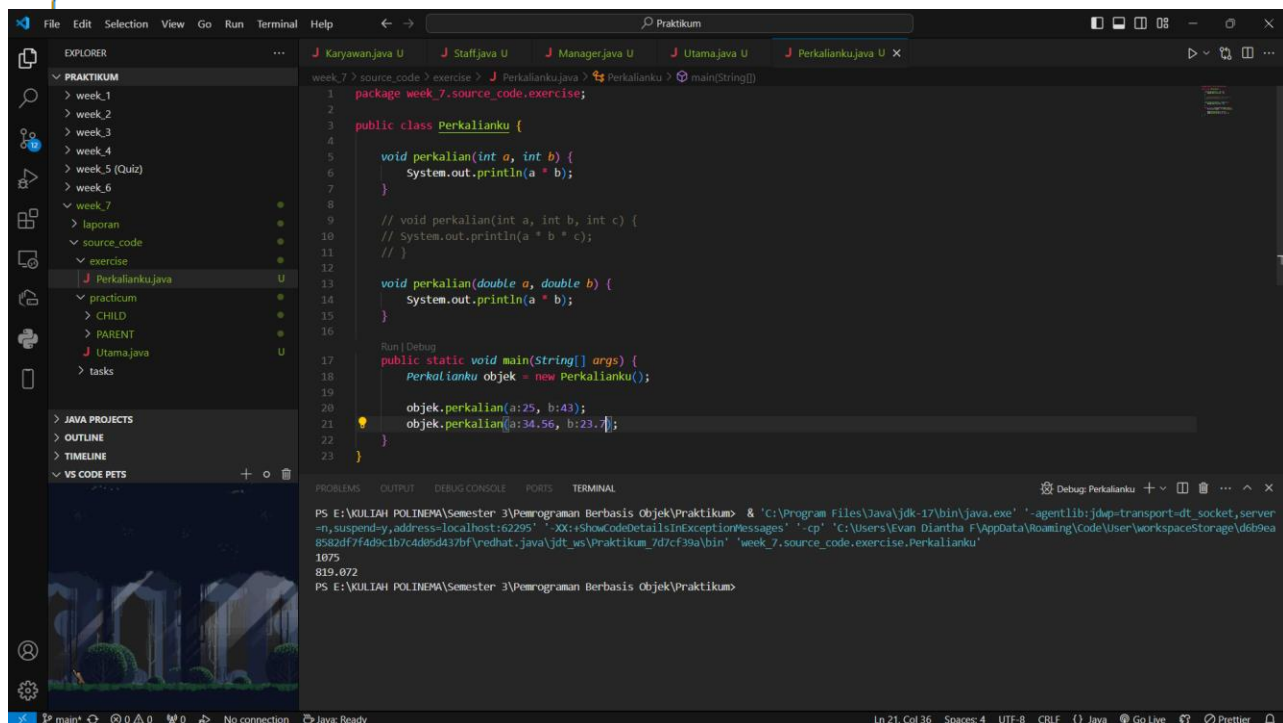 File Edit Selection View Go Run Terminal Help
Praktikum
EXPLORER
PRAKTIKUM
week_1
week_2
week_3
week_4
week_5 (Quiz)
week_6
week_7
laporan
source_code
exercise
J Perkalianku.java U
practicum
CHILD
PARENT
J Utama.java U
tasks
JAVA PROJECTS
OUTLINE
TIMELINE
VS CODE PETS
12
J Karyawan.java U J Staff.java U J Manager.java U J Utama.java U J Perkalianku.java U
week_7 > source_code > exercise > J Perkalianku.java > Perkalianku > main(String[])
1 package week_7.source_code.exercise;
2
3 public class Perkalianku {
4
5 void perkalian(int a, int b) {
6 System.out.println(a * b);
7 }
8
9 // void perkalian(int a, int b, int c) {
10 // System.out.println(a * b * c);
11 // }
12
13 void perkalian(double a, double b) {
14 System.out.println(a * b);
15 }
16
Run | Debug
17 public static void main(String[] args) {
18 Perkalianku objek = new Perkalianku();
19
20 objek.perkalian(a:25, b:43);
21 objek.perkalian(a:34.56, b:23.7);
22 }
23 }
PROBLEMS OUTPUT DEBUG CONSOLE PORTS TERMINAL
Debug: Perkalianku
PS E:\KULIAH POLINEMA\Semester 3\Pemrograman Berbasis Objek\Praktikum> & 'C:\Program Files\Java\jdk-17\bin\java.exe' '-agentlib:jdwp=transport=dt_socket,server
=n,suspend=y,address=localhost:62295' '-XX:+ShowCodeDetailsInExceptionMessages' '-cp' 'C:\Users\Evan Diantha F\AppData\Roaming\Code\User\workspaceStorage\d6b9ea
8582df7f4d9c1b7c4d05d437bf\redhat.java\jdt_ws\Praktikum_7d7cf39a\bin' 'week_7.source_code.exercise.Perkalianku'
1075
819.072
PS E:\KULIAH POLINEMA\Semester 3\Pemrograman Berbasis Objek\Praktikum>
main* 0 0 0 No connection Java: Ready
Ln 21, Col 36 Spaces: 4 UTF-8 CRLF {} Java Go Live Prettier